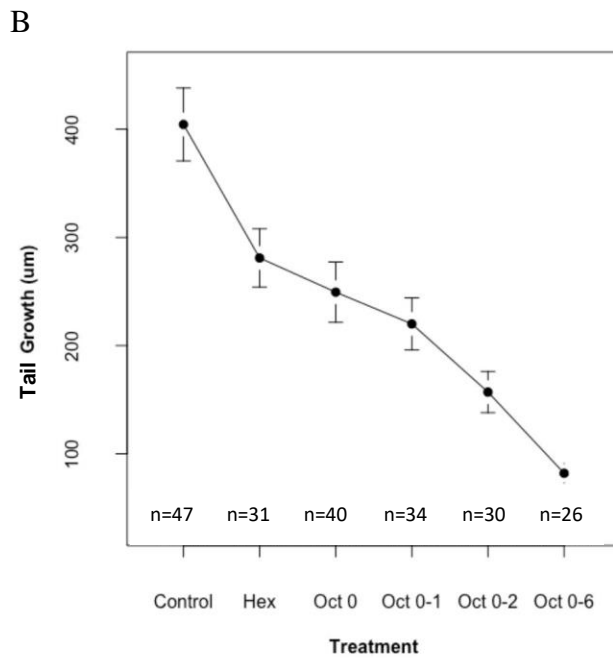 B
Tail Growth (um)
400
300
200
100
n=47 n=31 n=40 n=34 n=30 n=26
Control Hex Oct 0 Oct 0-1 Oct 0-2 Oct 0-6
Treatment